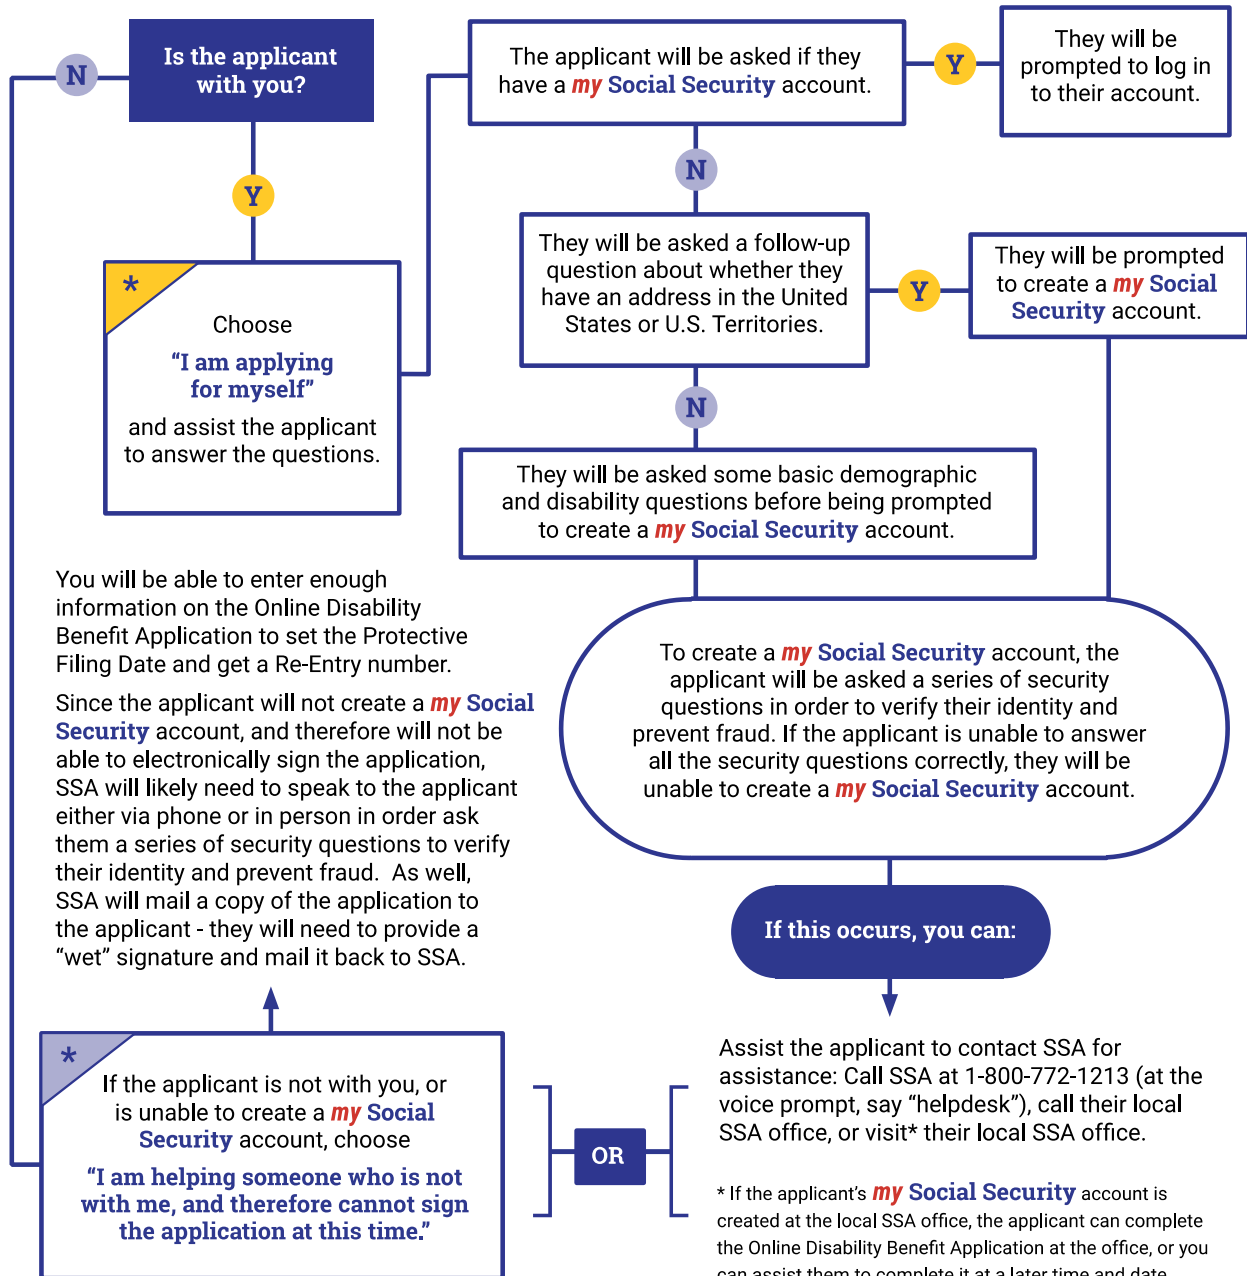 N
Is the applicant
with you?
Y
The applicant will be asked if they
have a my Social Security account.
Y
They will be
prompted to log in
to their account.
N
They will be asked a follow-up
question about whether they
have an address in the United
States or U.S. Territories.
Y
They will be prompted
to create a my Social
Security account.
*
Choose
“I am applying
for myself”
and assist the applicant
to answer the questions.
N
They will be asked some basic demographic
and disability questions before being prompted
to create a my Social Security account.
You will be able to enter enough
information on the Online Disability
Benefit Application to set the Protective
Filing Date and get a Re-Entry number.
Since the applicant will not create a my Social
Security account, and therefore will not be
able to electronically sign the application,
SSA will likely need to speak to the applicant
either via phone or in person in order ask
them a series of security questions to verify
their identity and prevent fraud. As well,
SSA will mail a copy of the application to
the applicant - they will need to provide a
“wet” signature and mail it back to SSA.
To create a my Social Security account, the
applicant will be asked a series of security
questions in order to verify their identity and
prevent fraud. If the applicant is unable to answer
all the security questions correctly, they will be
unable to create a my Social Security account.
If this occurs, you can:
*
If the applicant is not with you, or
is unable to create a my Social
Security account, choose
“I am helping someone who is not
with me, and therefore cannot sign
the application at this time.”
OR
Assist the applicant to contact SSA for
assistance: Call SSA at 1-800-772-1213 (at the
voice prompt, say “helpdesk”), call their local
SSA office, or visit* their local SSA office.
* If the applicant’s my Social Security account is
created at the local SSA office, the applicant can complete
the Online Disability Benefit Application at the office, or you
can assist them to complete it at a later time and date.